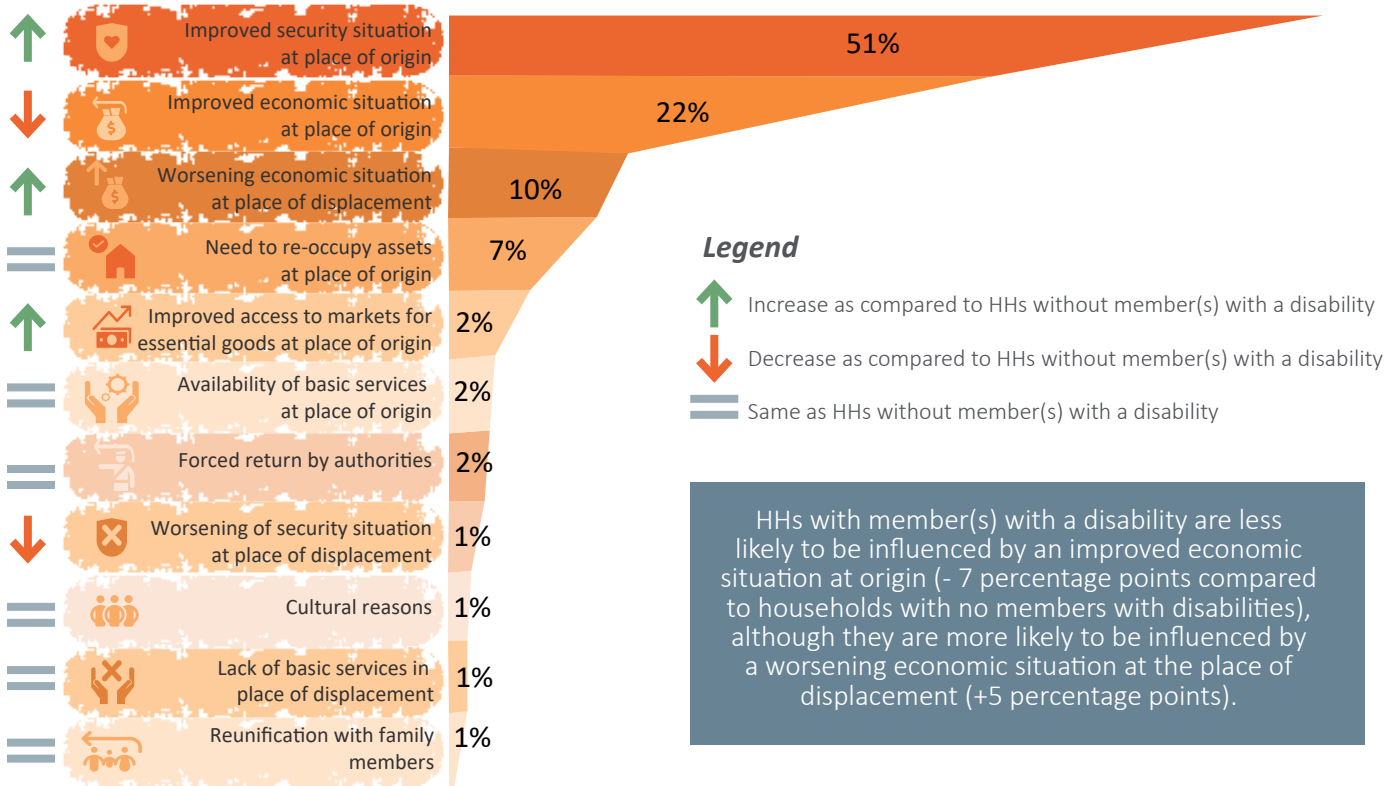 Improved security situation
at place of origin
51%
Improved economic situation
at place of origin
22%
Worsening economic situation
at place of displacement
10%
Need to re-occupy assets
at place of origin
7%
Improved access to markets for
essential goods at place of origin
2%
Availability of basic services
at place of origin
2%
Forced return by authorities
2%
Worsening of security situation
at place of displacement
1%
Cultural reasons
1%
Lack of basic services in
place of displacement
1%
Reunification with family
members
1%
Legend
Increase as compared to HHs without member(s) with a disability
Decrease as compared to HHs without member(s) with a disability
Same as HHs without member(s) with a disability
HHs with member(s) with a disability are less
likely to be influenced by an improved economic
situation at origin (- 7 percentage points compared
to households with no members with disabilities),
although they are more likely to be influenced by
a worsening economic situation at the place of
displacement (+5 percentage points).